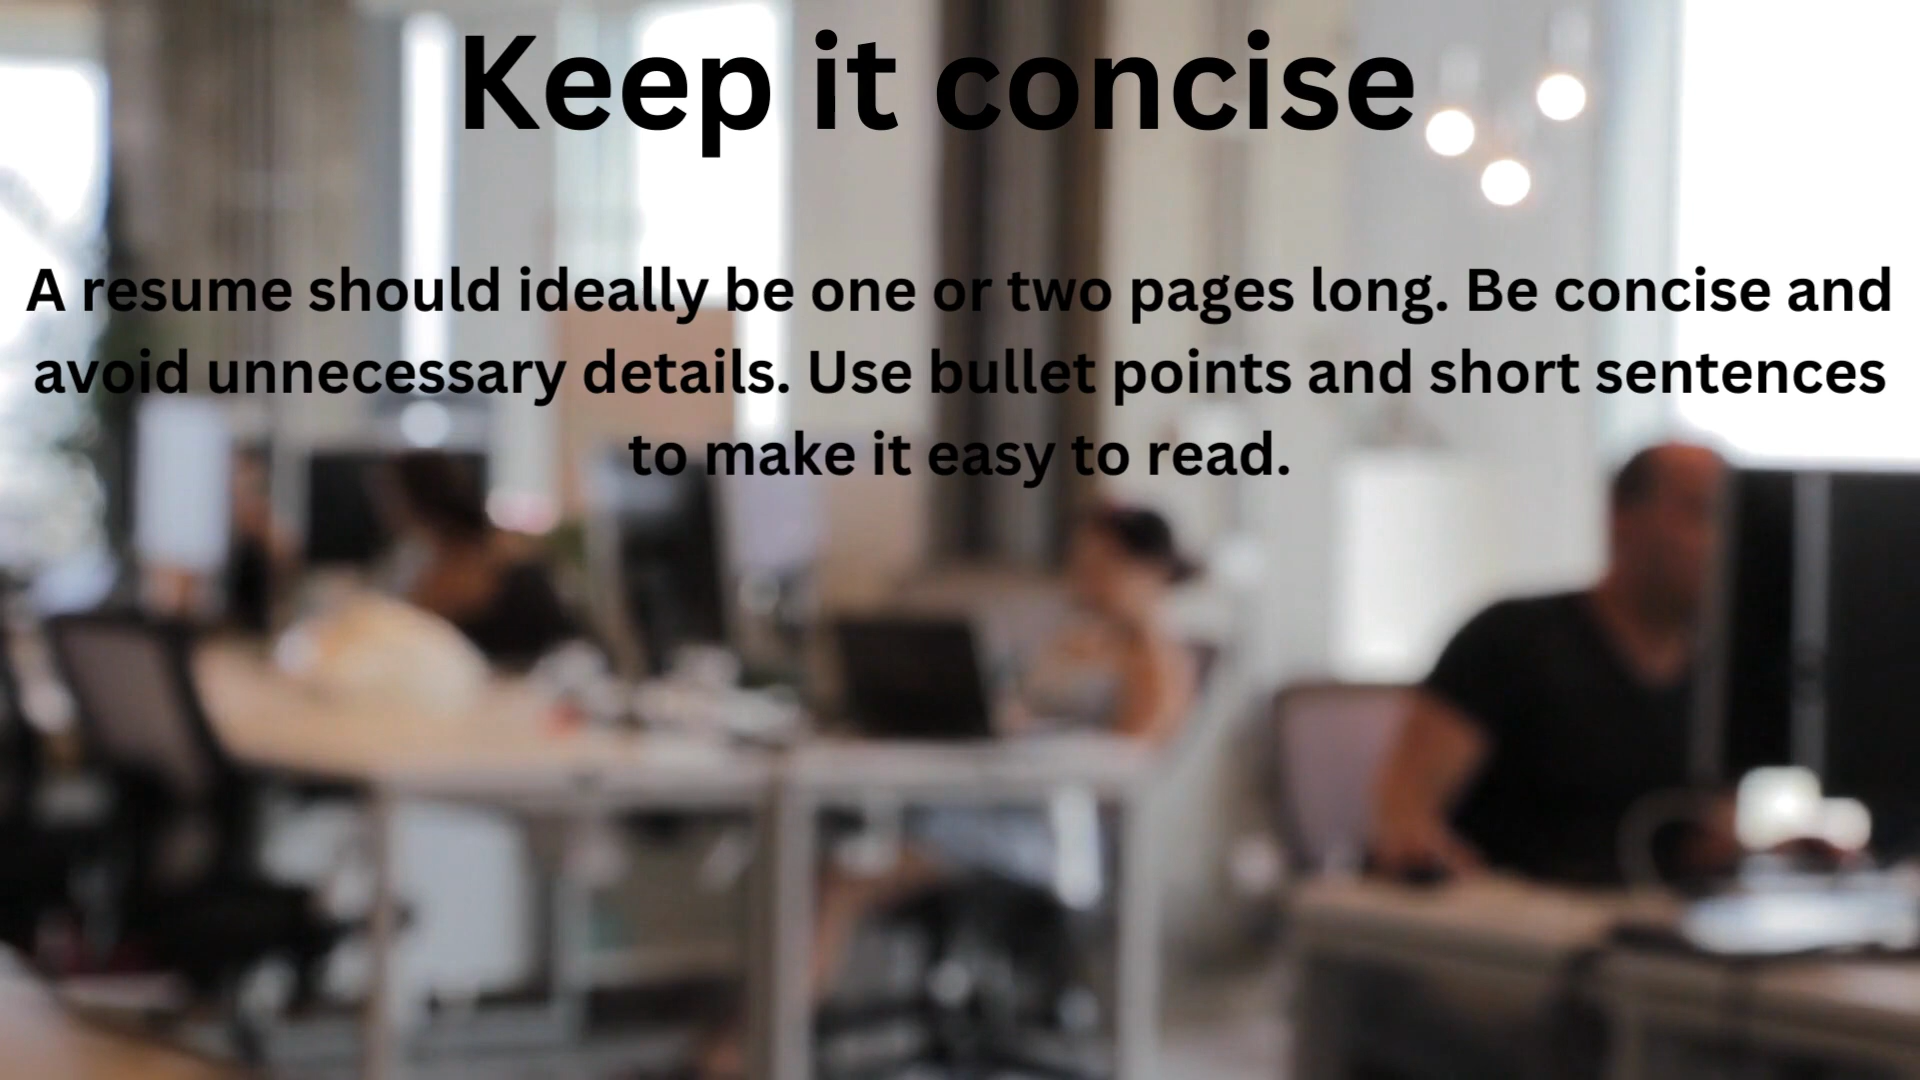 Keep it concise
A resume should ideally be one or two pages long. Be concise and
avoid unnecessary details. Use bullet points and short sentences
to make it easy to read.